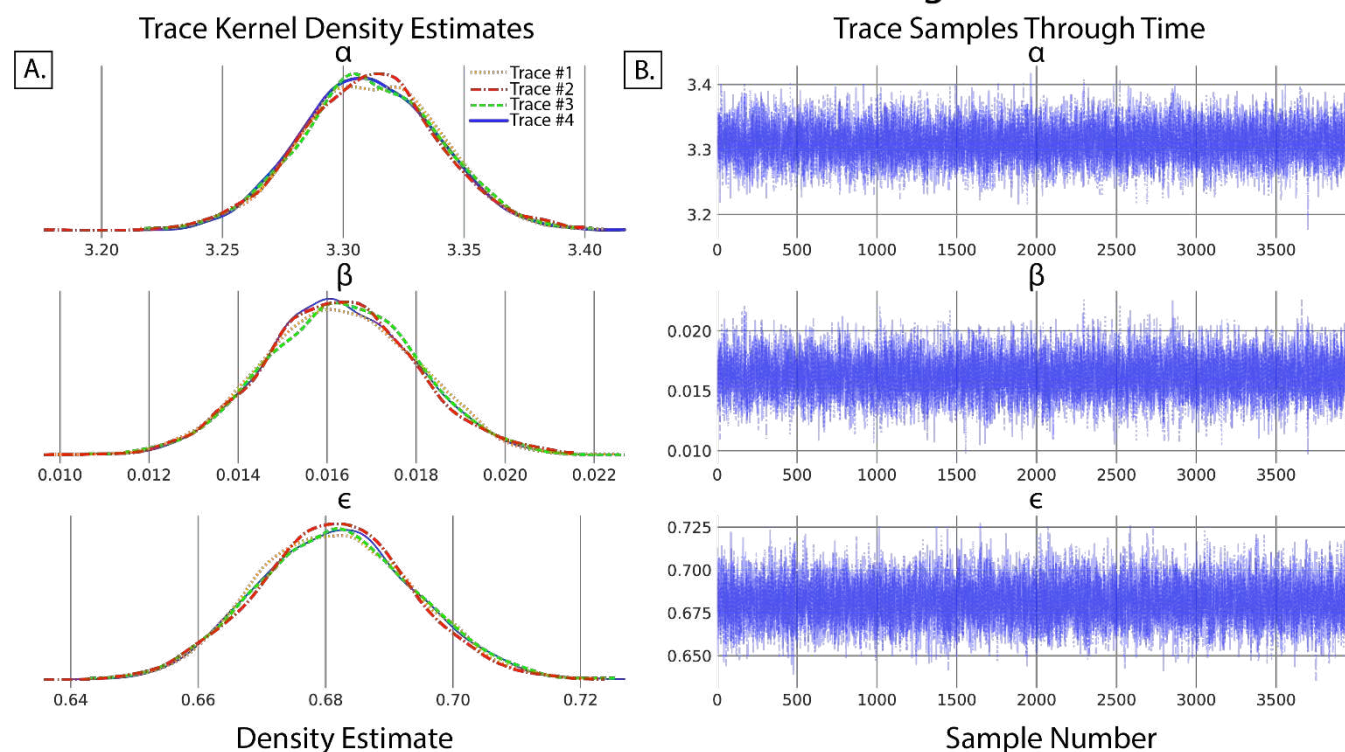 Trace Kernel Density Estimates
A.
α
Trace #1
Trace #2
Trace #3
Trace #4
3.20 3.25 3.30 3.35 3.40
β
0.010 0.012 0.014 0.016 0.018 0.020 0.022
ϵ
0.64 0.66 0.68 0.70 0.72
Density Estimate
Trace Samples Through Time
B.
α
3.4
3.3
3.2
0 500 1000 1500 2000 2500 3000 3500
β
0.020
0.015
0.010
0 500 1000 1500 2000 2500 3000 3500
ϵ
0.725
0.700
0.675
0.650
0 500 1000 1500 2000 2500 3000 3500
Sample Number